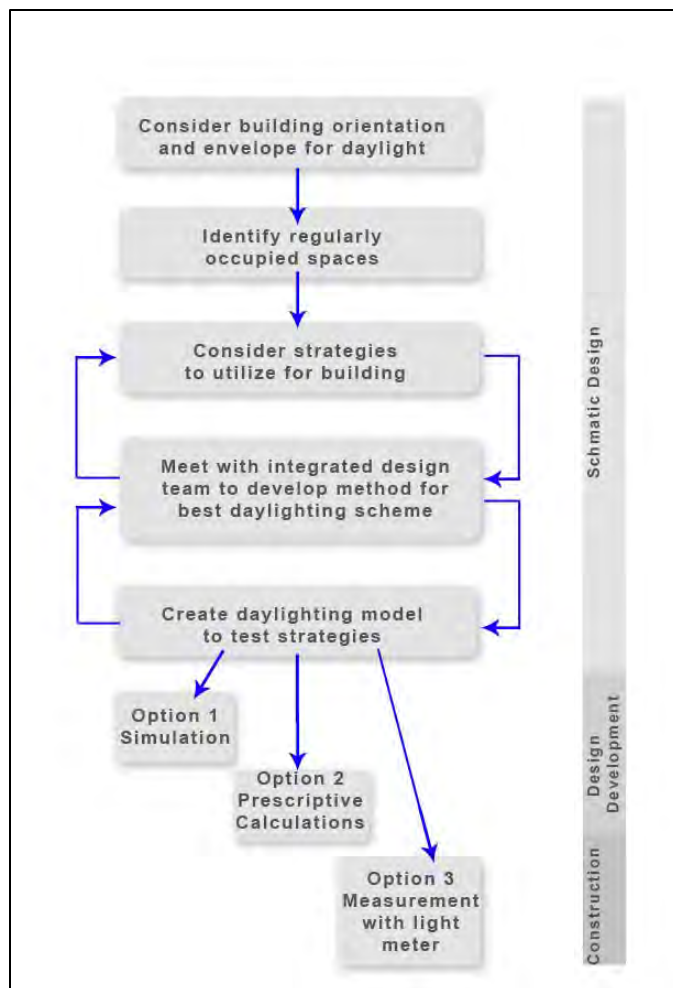 Consider building orientation
and envelope for daylight
Identify regularly
occupied spaces
Consider strategies
to utilize for building
Meet with integrated design
team to develop method for
best daylighting scheme
Create daylighting model
to test strategies
Option 1
Simulation
Option 2
Prescriptive
Calculations
Option 3
Measurement
with light
meter
Schmatic Design
Design
Development
Construction